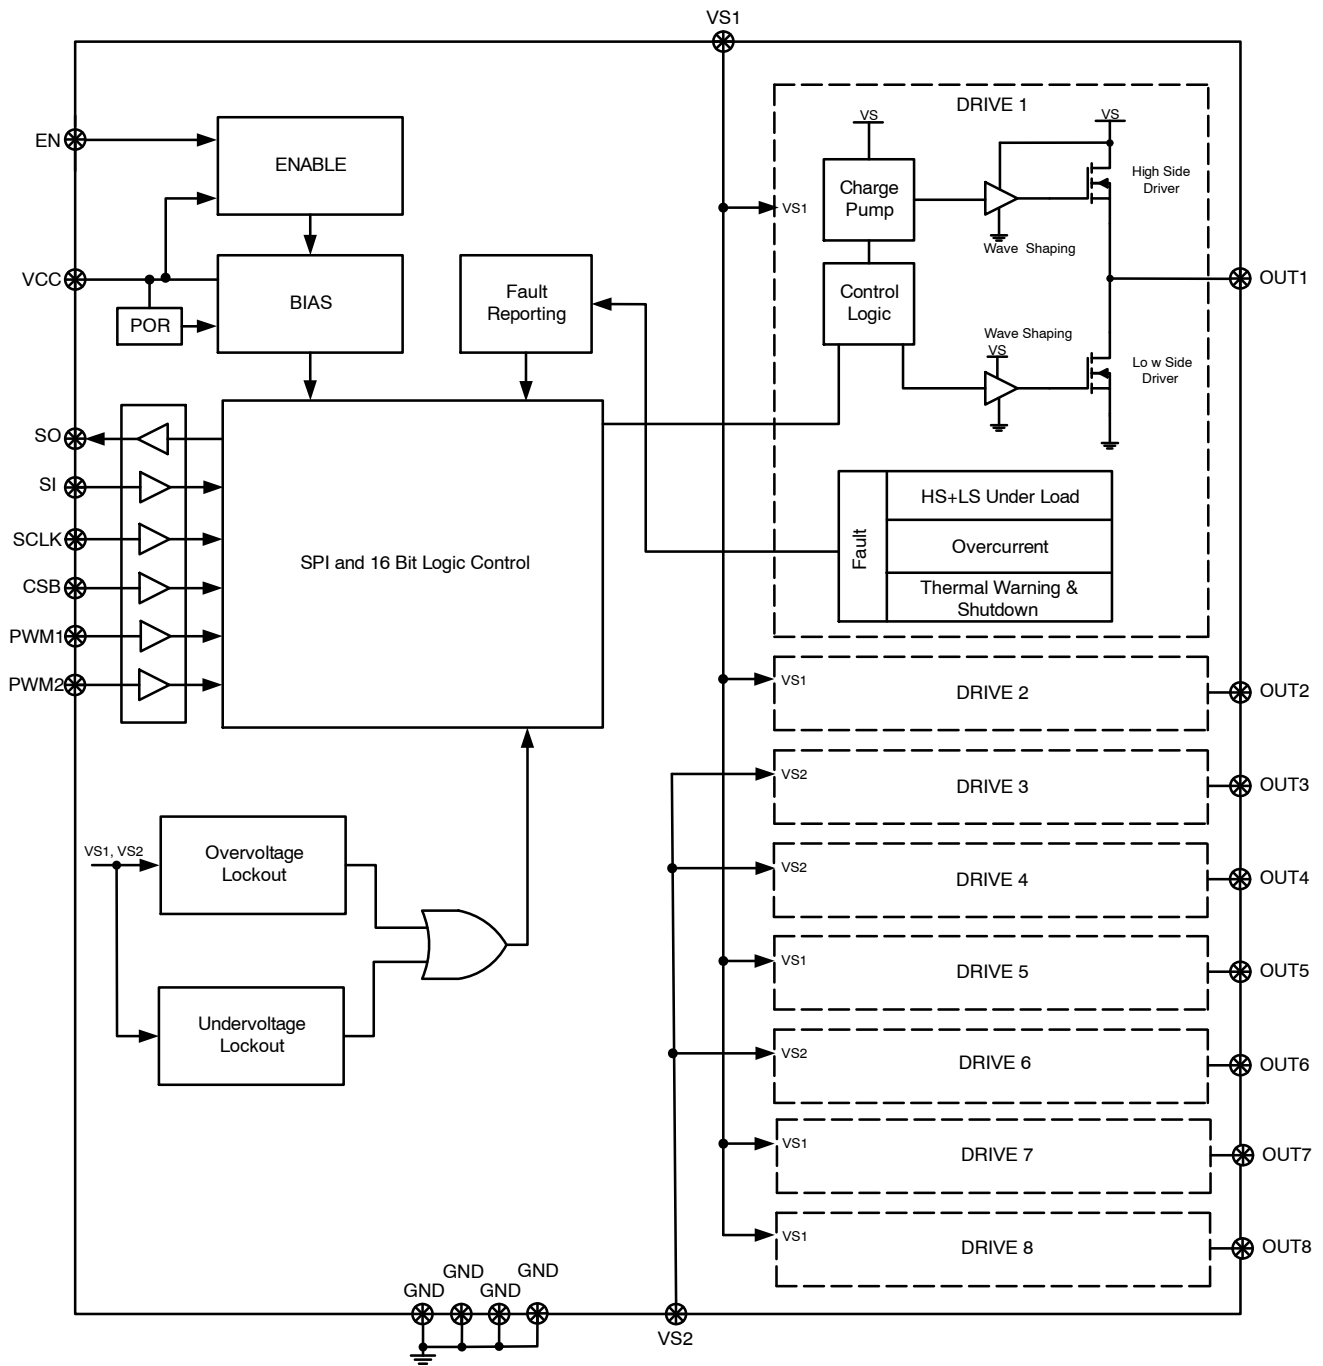 VS1
DRIVE 1
VS
VS
EN
ENABLE
High Side
Driver
Charge
Pump
VS1
Wave Shaping
VCC
BIAS
Fault
Reporting
Control
Logic
OUT1
POR
Wave Shaping
VS
Lo w Side
Driver
SO
SI
SCLK
CSB
PWM1
PWM2
SPI and 16 Bit Logic Control
Fault
HS+LS Under Load
Overcurrent
Thermal Warning &
Shutdown
VS1
DRIVE 2
OUT2
VS2
DRIVE 3
OUT3
VS1, VS2
Overvoltage
Lockout
VS2
DRIVE 4
OUT4
VS1
DRIVE 5
OUT5
Undervoltage
Lockout
VS2
DRIVE 6
OUT6
VS1
DRIVE 7
OUT7
VS1
DRIVE 8
OUT8
GND
GND
GND
GND
VS2